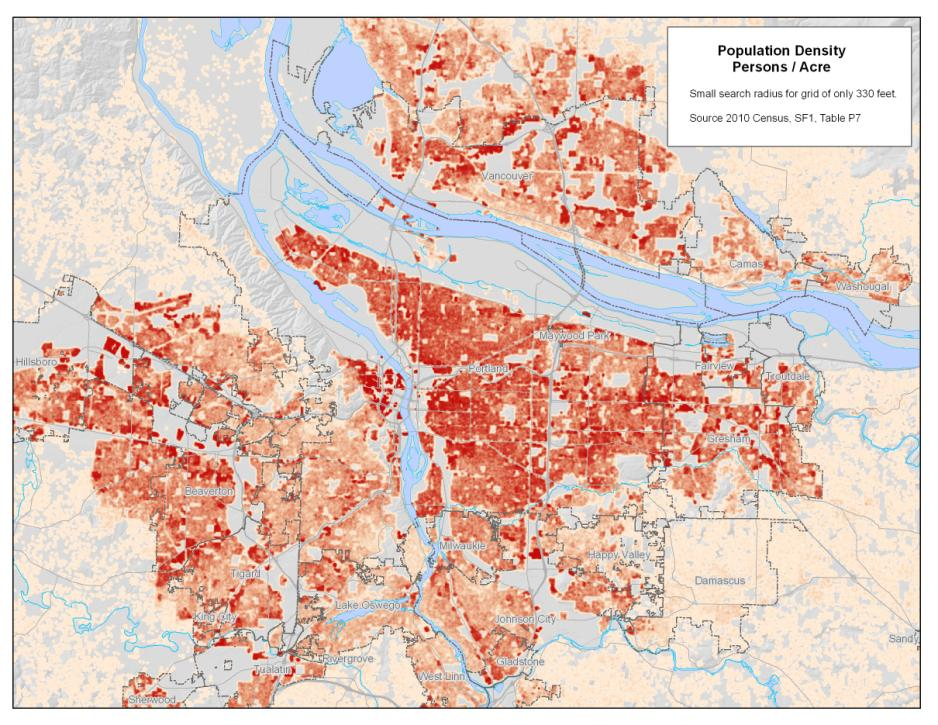 Population Density
Persons / Acre
Small search radius for grid of only 330 feet.
Source 2010 Census, SF1, Table P7
Vancouver
Camas
Washougal
Maywood Park
Hillsboro
Portland
Fairview
Troutdale
Gresham
Beaverton
Milwaukie
Happy Valley
Tigard
Damascus
Lake Oswego
King City
Johnson City
Sandy
Rivergrove
Gladstone
Tualatin
West Linn
Sherwood